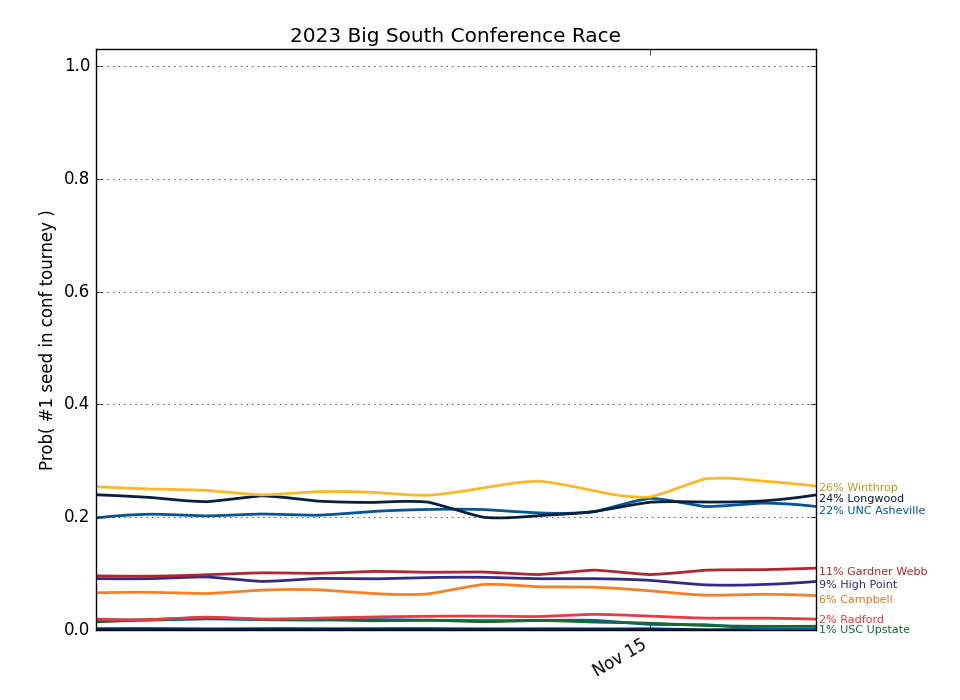 2023 Big South Conference Race
Prob( #1 seed in conf tourney )
1.0
0.8
0.6
0.4
0.2
0.0
26% Winthrop
24% Longwood
22% UNC Asheville
11% Gardner Webb
9% High Point
6% Campbell
2% Radford
1% USC Upstate
Nov 15